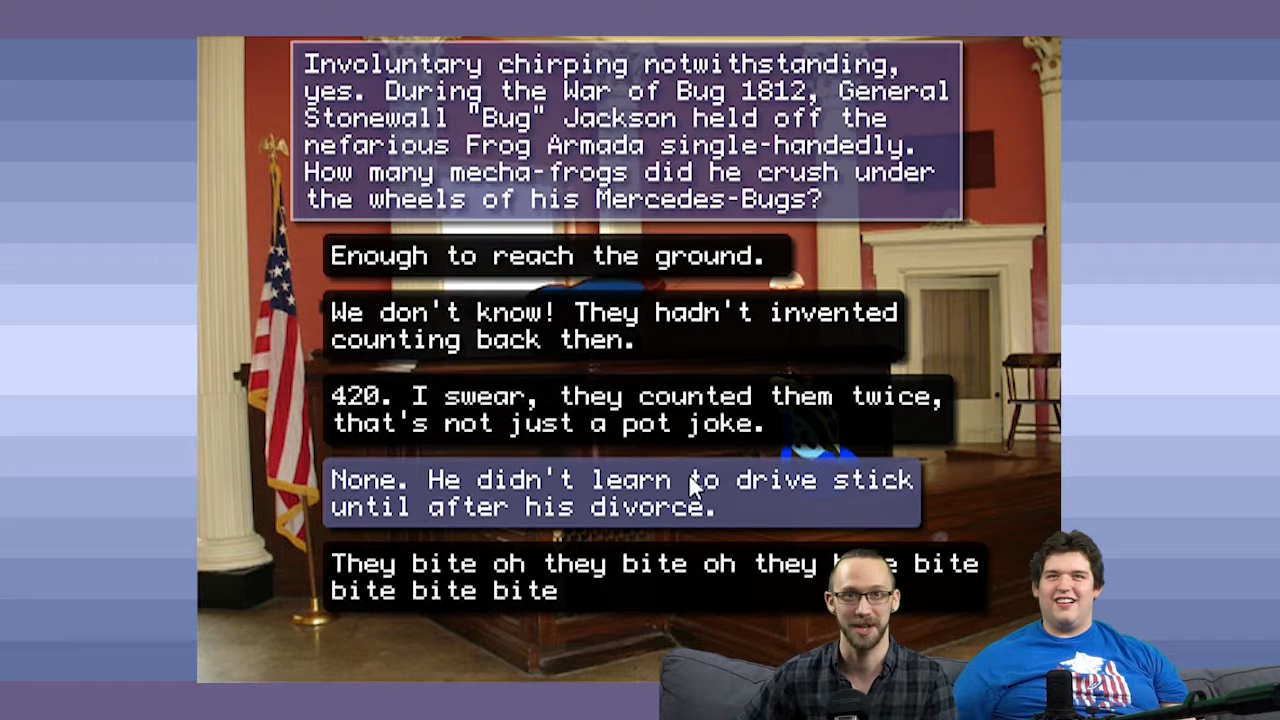 Involuntary chirping notwithstanding,
yes. During the War of Bug 1812, General
Stonewall "Bug" Jackson held off the
nefarious Frog Armada single-handedly.
How many mecha-frogs did he crush under
the wheels of his Mercedes-Bugs?
Enough to reach the ground.
We don't know! They hadn't invented
counting back then.
420. I swear, they counted them twice,
that's not just a pot joke.
None. He didn't learn to drive stick
until after his divorce.
They bite oh they bite oh they bite
bite bite bite